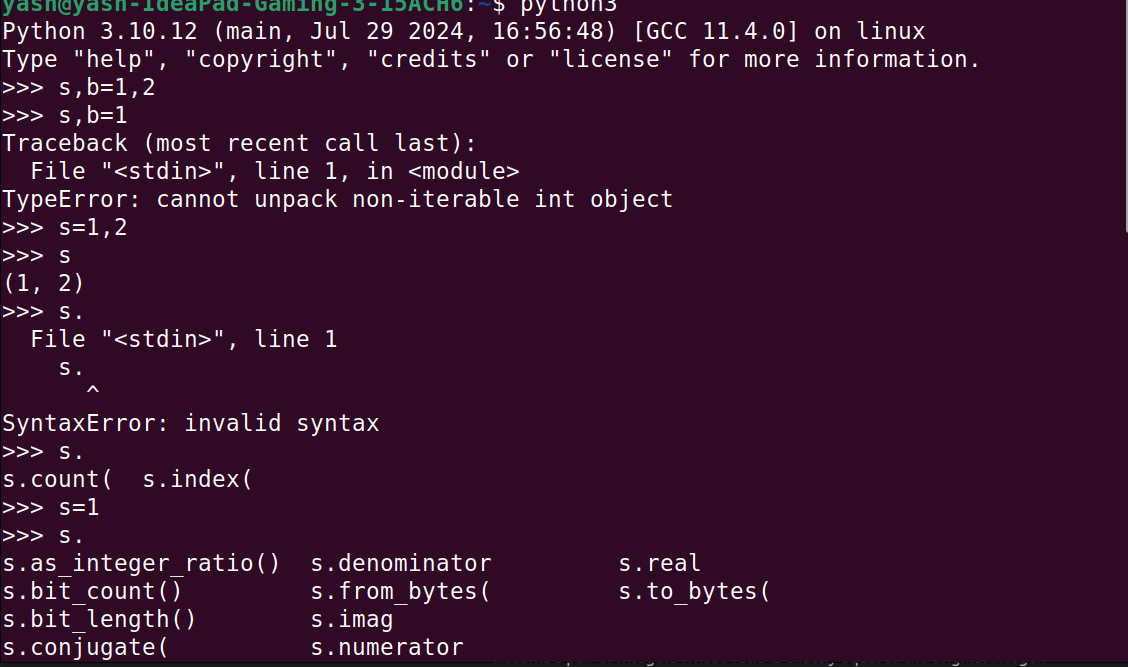 yash@yash-IdeaPad-Gaming-3-15ACH6:~$ python3
Python 3.10.12 (main, Jul 29 2024, 16:56:48) [GCC 11.4.0] on linux
Type "help", "copyright", "credits" or "license" for more information.
>>> s,b=1,2
>>> s,b=1
Traceback (most recent call last):
  File "<stdin>", line 1, in <module>
TypeError: cannot unpack non-iterable int object
>>> s=1,2
>>> s
(1, 2)
>>> s.
  File "<stdin>", line 1
    s.
      ^
SyntaxError: invalid syntax
>>> s.
s.count(  s.index(
>>> s=1
>>> s.
s.as_integer_ratio()  s.denominator         s.real
s.bit_count()         s.from_bytes(         s.to_bytes(
s.bit_length()        s.imag
s.conjugate(          s.numerator